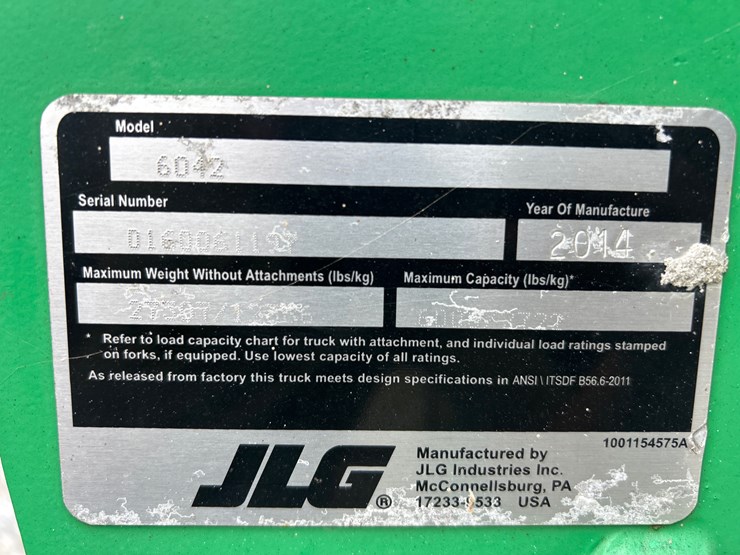 Model
6042
Serial Number
Year Of Manufacture
2014
Maximum Weight Without Attachments (lbs/kg)
Maximum Capacity (lbs/kg)*
* Refer to load capacity chart for truck with attachment, and individual load ratings stamped
on forks, if equipped. Use lowest capacity of all ratings.
As released from factory this truck meets design specifications in ANSI \ ITSDF B56.6-2011
1001154575A
JLG®
Manufactured by
JLG Industries Inc.
McConnellsburg, PA
17233-9533 USA